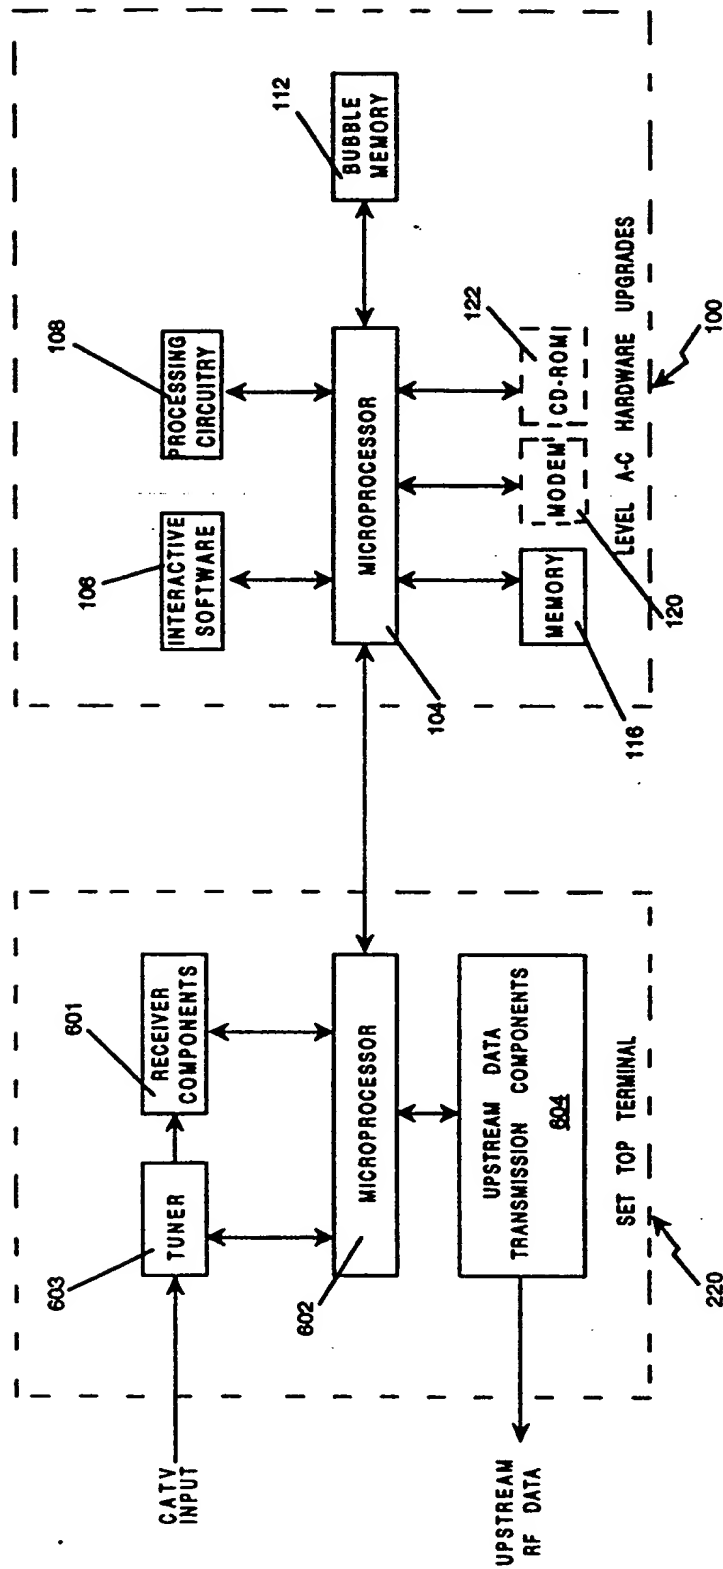 CATV
INPUT
603
TUNER
601
RECEIVER
COMPONENTS
602
MICROPROCESSOR
UPSTREAM DATA
TRANSMISSION COMPONENTS
604
UPSTREAM
RF DATA
SET TOP TERMINAL
220
106
INTERACTIVE
SOFTWARE
108
PROCESSING
CIRCUITRY
104
MICROPROCESSOR
112
BUBBLE
MEMORY
116
MEMORY
120
MODEM
122
CD-ROM
LEVEL A-C HARDWARE UPGRADES
100